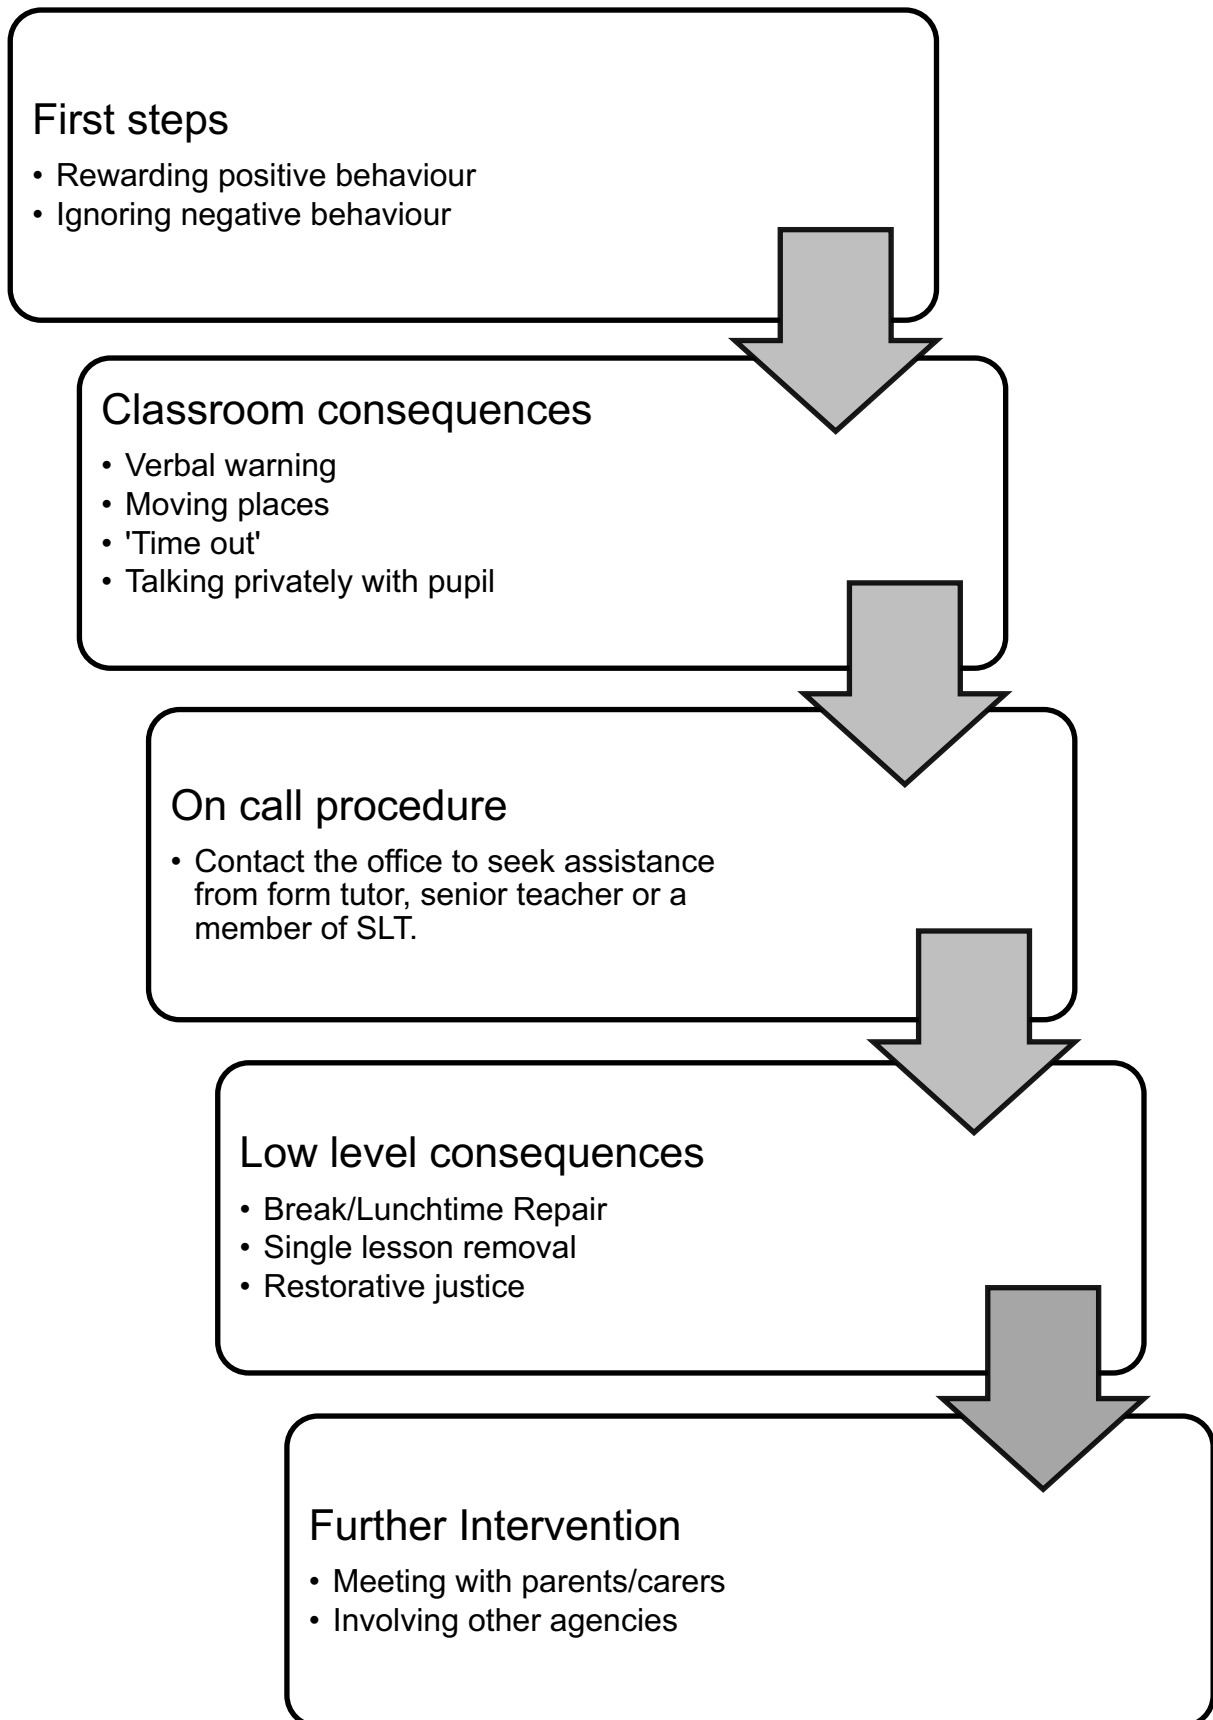 First steps
• Rewarding positive behaviour
• Ignoring negative behaviour
Classroom consequences
• Verbal warning
• Moving places
• 'Time out'
• Talking privately with pupil
On call procedure
• Contact the office to seek assistance
from form tutor, senior teacher or a
member of SLT.
Low level consequences
• Break/Lunchtime Repair
• Single lesson removal
• Restorative justice
Further Intervention
• Meeting with parents/carers
• Involving other agencies